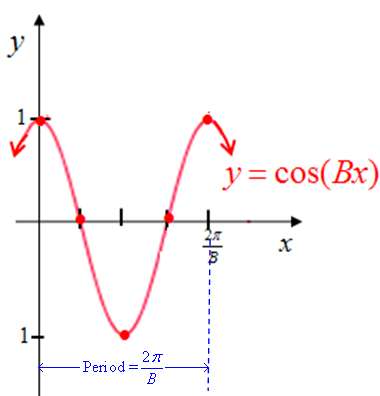 y
1
y = cos(Bx)
2π/B
x
1
Period = 2π/B